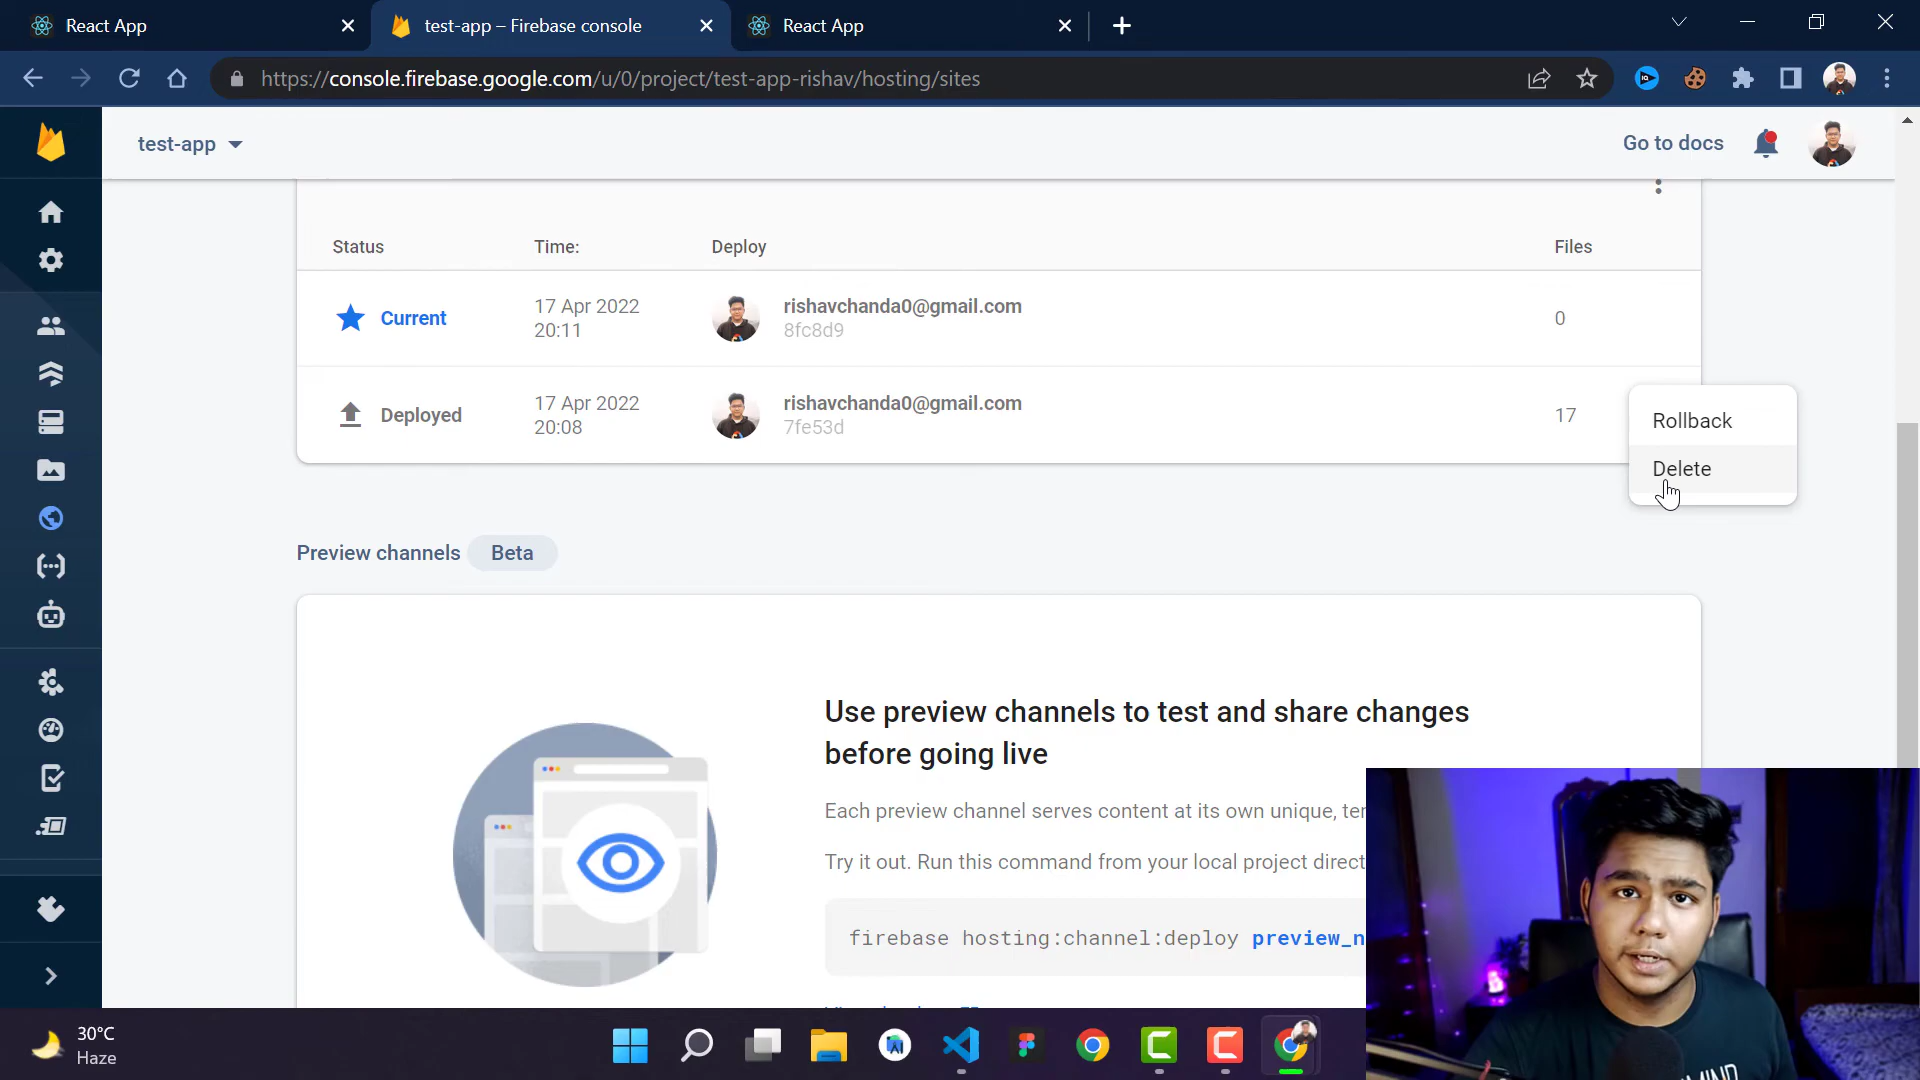 React App
test-app – Firebase console
React App
https://console.firebase.google.com/u/0/project/test-app-rishav/hosting/sites
test-app
Go to docs
Status Time: Deploy Files
Current 17 Apr 2022 rishavchanda0@gmail.com 0
20:11 8fc8d9
Deployed 17 Apr 2022 rishavchanda0@gmail.com 17
20:08 7fe53d
Rollback
Delete
Preview channels Beta
Use preview channels to test and share changes
before going live
Each preview channel serves content at its own unique,
Try it out. Run this command from your local project
firebase hosting:channel:deploy
30°C
Haze